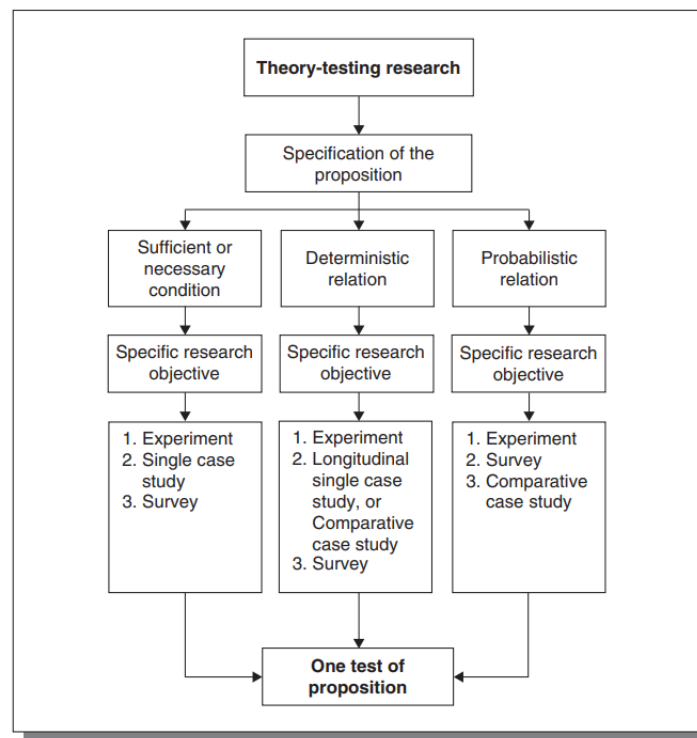 Theory-testing research
Specification of the
proposition
Sufficient or
necessary
condition
Deterministic
relation
Probabilistic
relation
Specific research
objective
Specific research
objective
Specific research
objective
1. Experiment
2. Single case
study
3. Survey
1. Experiment
2. Longitudinal
single case
study, or
Comparative
case study
3. Survey
1. Experiment
2. Survey
3. Comparative
case study
One test of
proposition